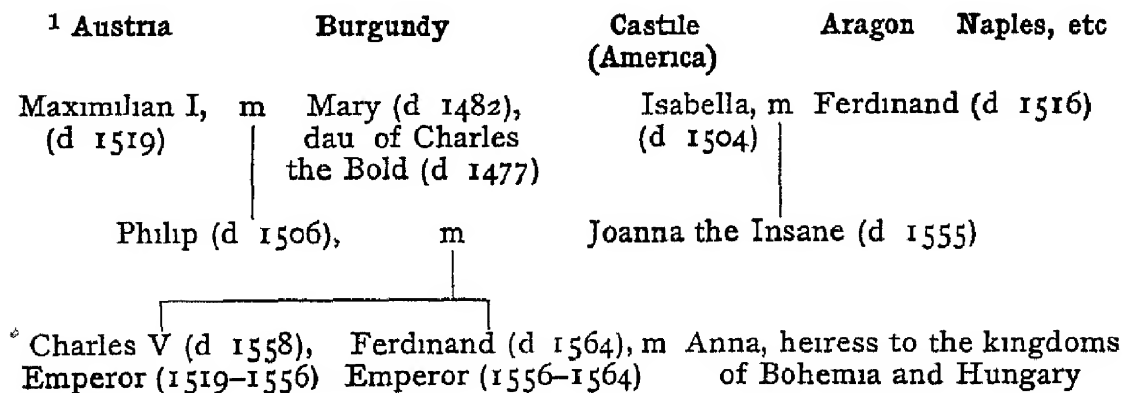 ¹ Austria Burgundy Castile Aragon Naples, etc
(America)
Maximilian I, m Mary (d 1482), Isabella, m Ferdinand (d 1516)
(d 1519) dau of Charles (d 1504)
the Bold (d 1477)
Philip (d 1506), m Joanna the Insane (d 1555)
* Charles V (d 1558), Ferdinand (d 1564), m Anna, heiress to the kingdoms
Emperor (1519–1556) Emperor (1556–1564) of Bohemia and Hungary